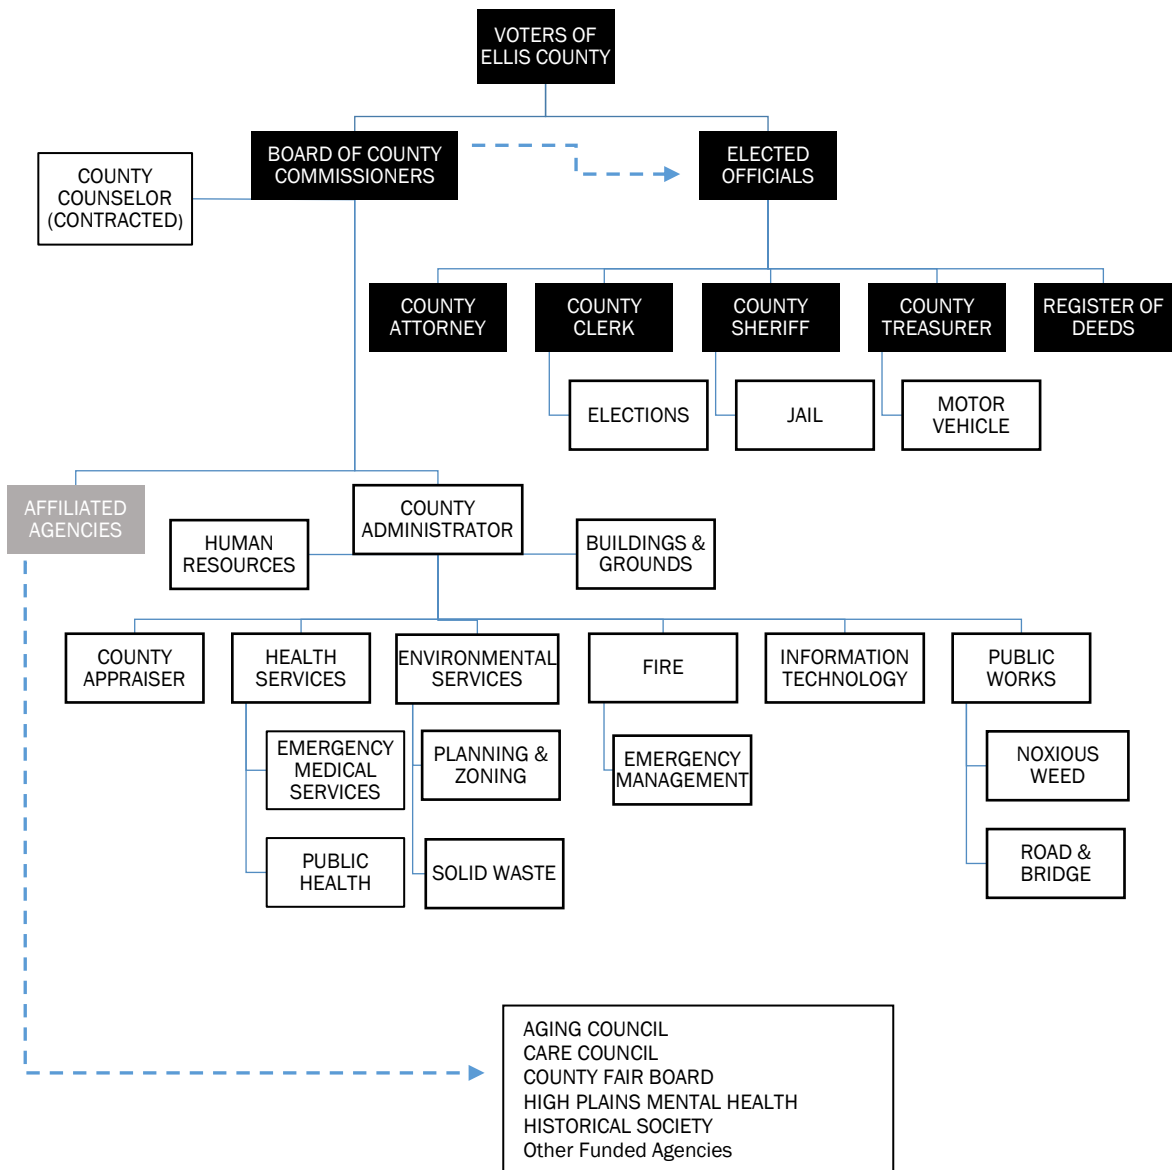 VOTERS OF
ELLIS COUNTY
BOARD OF COUNTY
COMMISSIONERS
ELECTED
OFFICIALS
COUNTY
COUNSELOR
(CONTRACTED)
COUNTY
ATTORNEY
COUNTY
CLERK
COUNTY
SHERIFF
COUNTY
TREASURER
REGISTER OF
DEEDS
ELECTIONS
JAIL
MOTOR
VEHICLE
AFFILIATED
AGENCIES
COUNTY
ADMINISTRATOR
HUMAN
RESOURCES
BUILDINGS &
GROUNDS
COUNTY
APPRAISER
HEALTH
SERVICES
ENVIRONMENTAL
SERVICES
FIRE
INFORMATION
TECHNOLOGY
PUBLIC
WORKS
EMERGENCY
MEDICAL
SERVICES
PLANNING &
ZONING
EMERGENCY
MANAGEMENT
NOXIOUS
WEED
PUBLIC
HEALTH
SOLID WASTE
ROAD &
BRIDGE
AGING COUNCIL
CARE COUNCIL
COUNTY FAIR BOARD
HIGH PLAINS MENTAL HEALTH
HISTORICAL SOCIETY
Other Funded Agencies